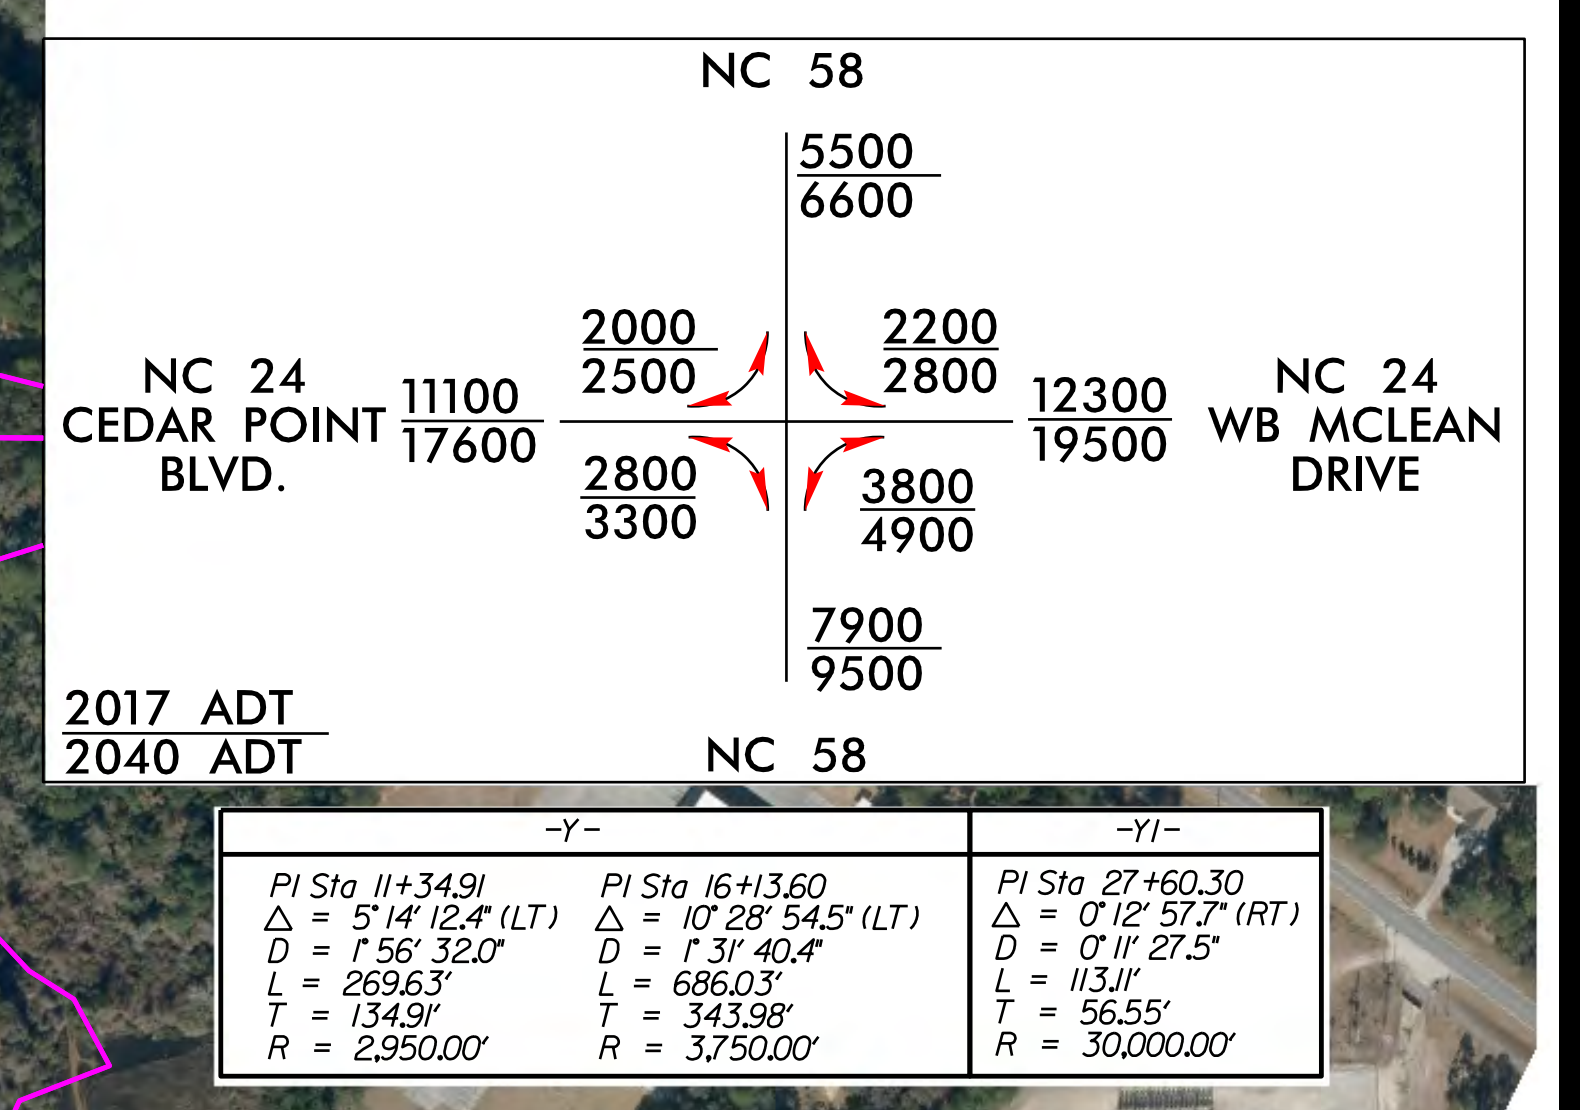 NC 58
5500
6600
2000
2500
2200
2800
NC 24
CEDAR POINT
BLVD.
11100
17600
12300
19500
NC 24
WB MCLEAN
DRIVE
2800
3300
3800
4900
7900
9500
2017 ADT
2040 ADT
NC 58
-Y-
PI Sta 11+34.91
△ = 5° 14' 12.4" (LT)
D = 1° 56' 32.0"
L = 269.63'
T = 134.91'
R = 2,950.00'
PI Sta 16+13.60
△ = 10° 28' 54.5" (LT)
D = 1° 31' 40.4"
L = 686.03'
T = 343.98'
R = 3,750.00'
-Y1-
PI Sta 27+60.30
△ = 0° 12' 57.7" (RT)
D = 0° 11' 27.5"
L = 113.11'
T = 56.55'
R = 30,000.00'